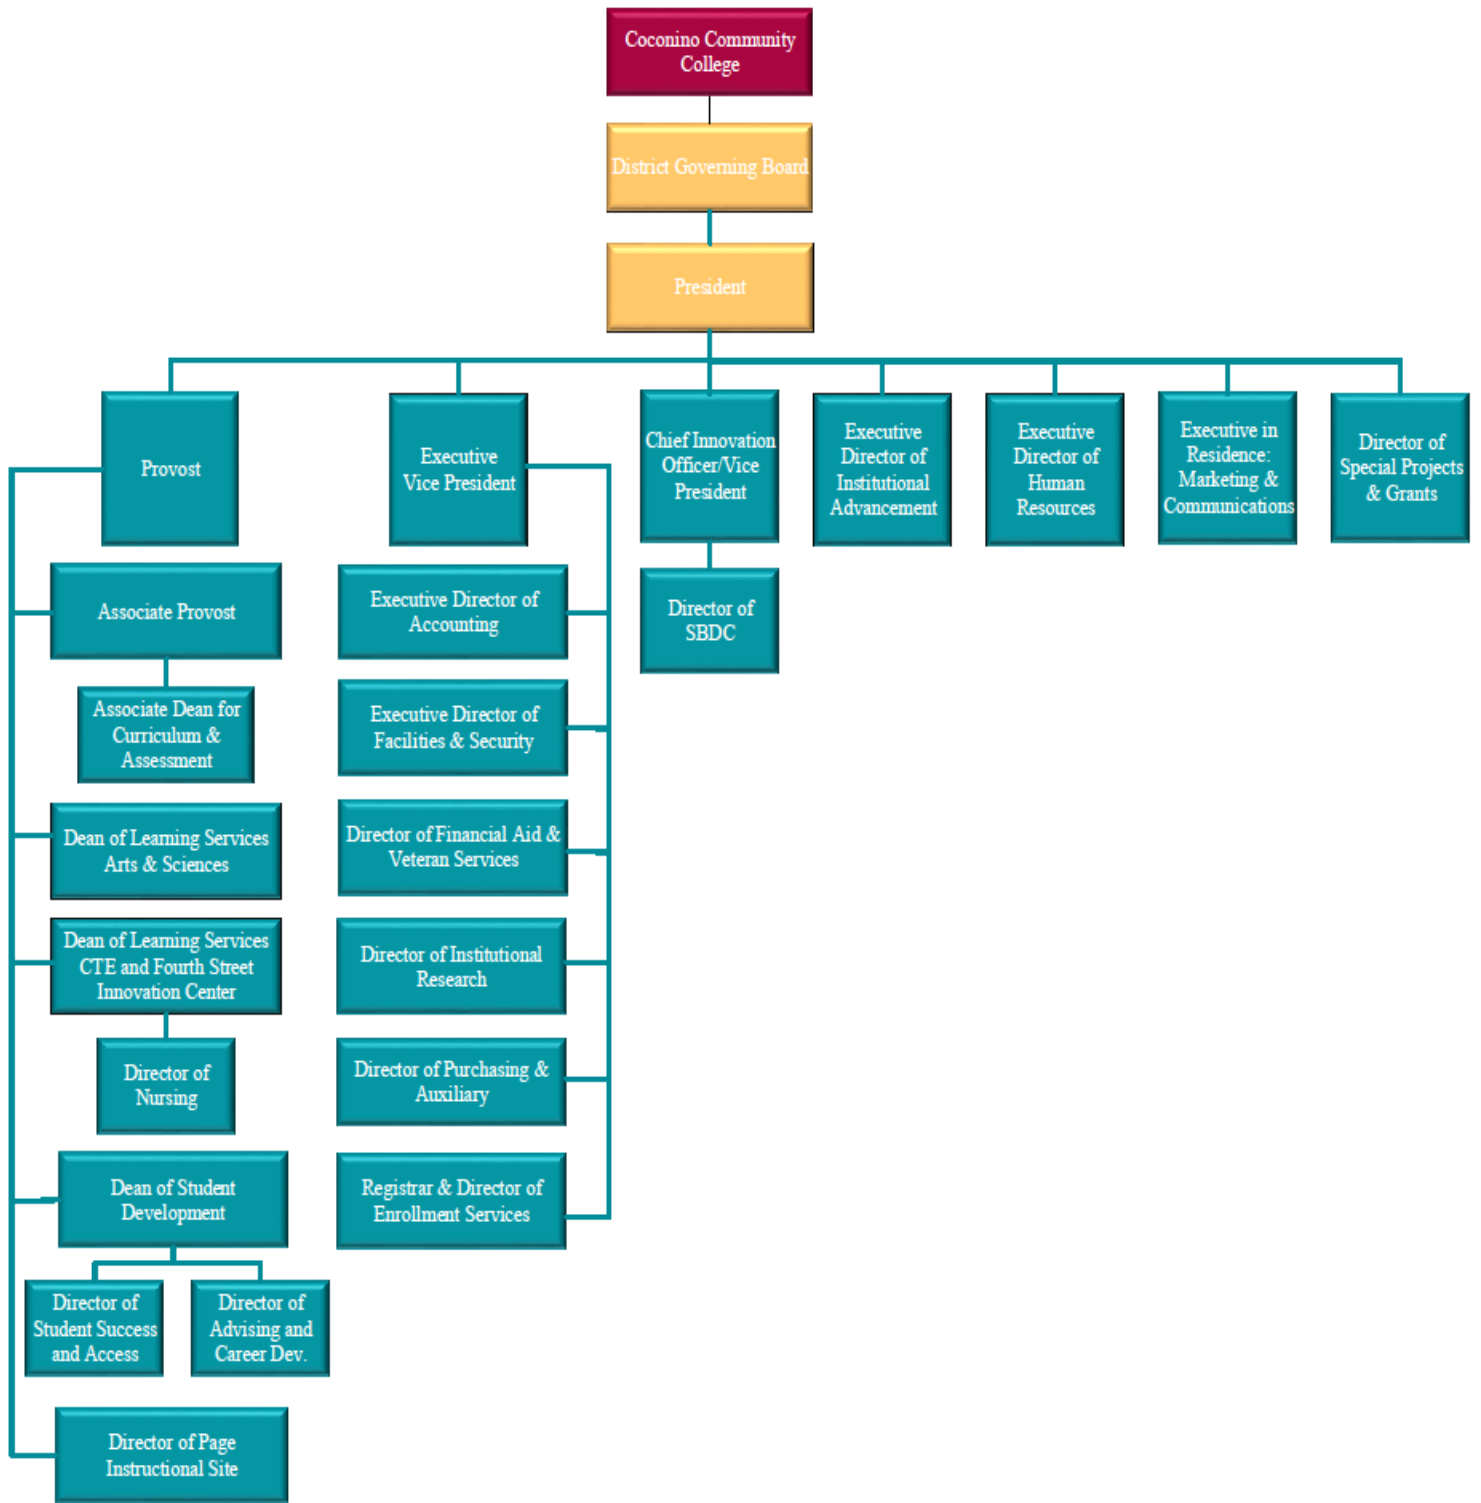 Coconino Community
College
District Governing Board
President
Provost
Executive
Vice President
Chief Innovation
Officer/Vice
President
Executive
Director of
Institutional
Advancement
Executive
Director of
Human
Resources
Executive in
Residence:
Marketing &
Communications
Director of
Special Projects
& Grants
Associate Provost
Associate Dean for
Curriculum &
Assessment
Dean of Learning Services
Arts & Sciences
Dean of Learning Services
CTE and Fourth Street
Innovation Center
Director of
Nursing
Dean of Student
Development
Director of
Student Success
and Access
Director of
Advising and
Career Dev.
Director of Page
Instructional Site
Executive Director of
Accounting
Executive Director of
Facilities & Security
Director of Financial Aid &
Veteran Services
Director of Institutional
Research
Director of Purchasing &
Auxiliary
Registrar & Director of
Enrollment Services
Director of
SBDC